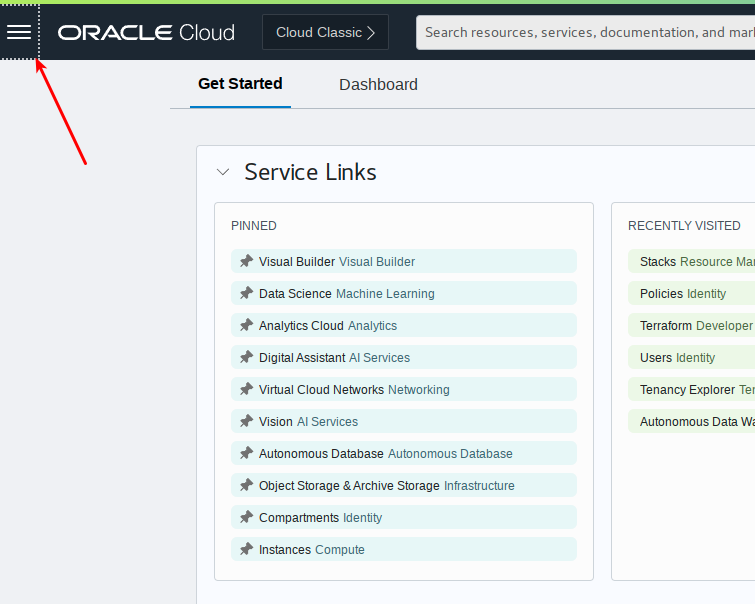 ORACLE Cloud
Cloud Classic
Search resources, services, documentation, and
Get Started
Dashboard
Service Links
PINNED
Visual Builder Visual Builder
Data Science Machine Learning
Analytics Cloud Analytics
Digital Assistant AI Services
Virtual Cloud Networks Networking
Vision AI Services
Autonomous Database Autonomous Database
Object Storage & Archive Storage Infrastructure
Compartments Identity
Instances Compute
RECENTLY VISITED
Stacks Resource
Policies Identity
Terraform Developer
Users Identity
Tenancy Explorer
Autonomous Data